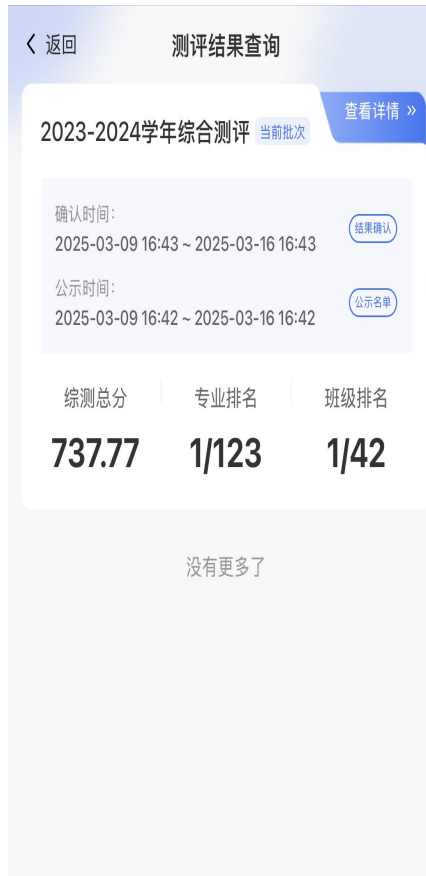 返回
测评结果查询
查看详情 »
2023-2024学年综合测评 当前批次
确认时间:
2025-03-09 16:43 ~ 2025-03-16 16:43
结果确认
公示时间:
2025-03-09 16:42 ~ 2025-03-16 16:42
公示名单
综测总分 专业排名 班级排名
737.77 1/123 1/42
没有更多了